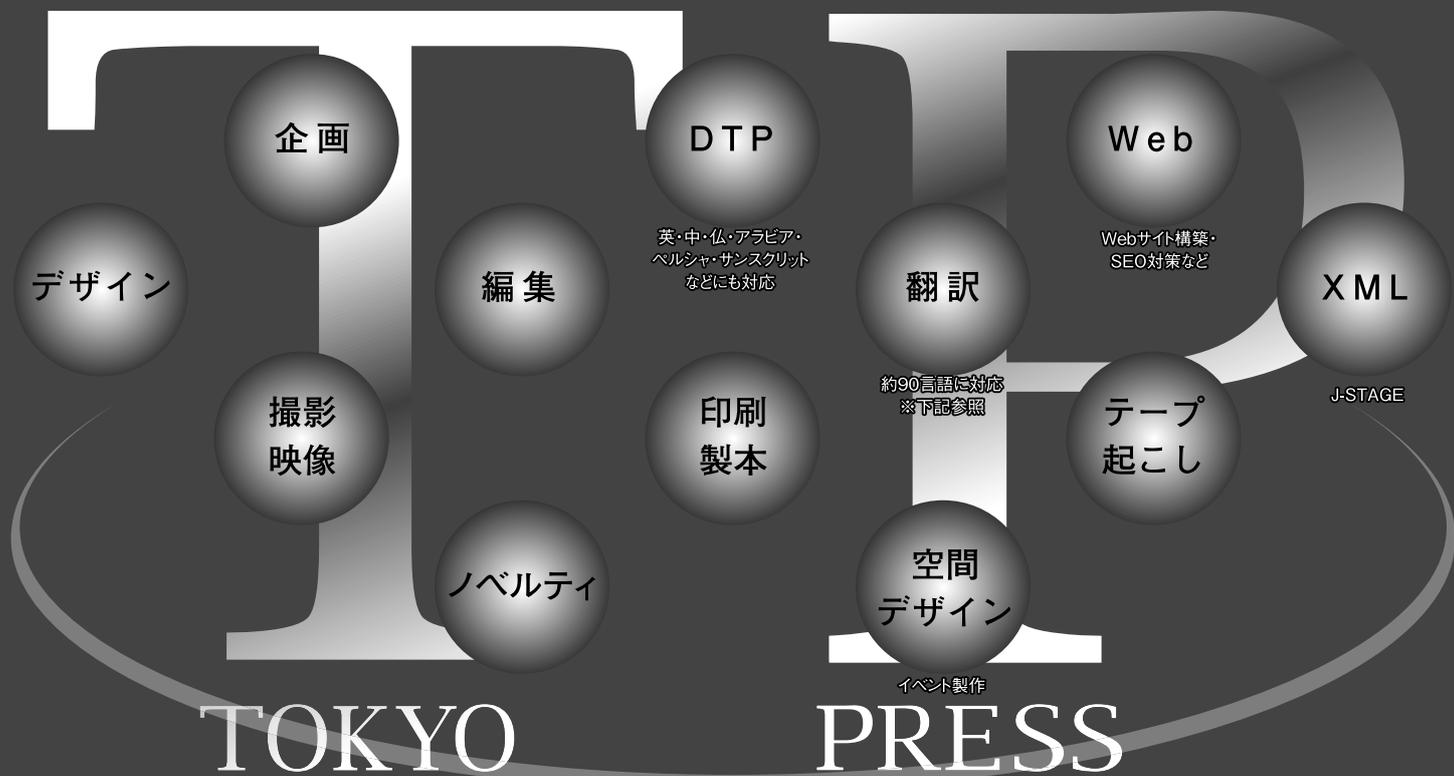 TP
企画
DTP
英・中・仏・アラビア・
ペルシャ・サンスクリット
などにも対応
Web
Webサイト構築・
SEO対策など
デザイン
編集
翻訳
約90言語に対応
※下記参照
XML
J-STAGE
撮影
映像
印刷
製本
テープ
起こし
ノベルティ
空間
デザイン
イベント製作
TOKYO PRESS